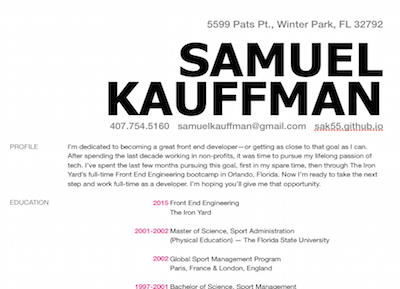 5599 Pats Pt., Winter Park, FL 32792
SAMUEL
KAUFFMAN
407.754.5160 samuelkauffman@gmail.com sak55.github.io
PROFILE
I'm dedicated to becoming a great front end developer—or getting as close to that goal as I can.
After spending the last decade working in non-profits, it was time to pursue my lifelong passion of
tech. I've spent the last few months pursuing this goal, first in my spare time, then through The Iron
Yard's full-time Front End Engineering bootcamp in Orlando, Florida. Now I'm ready to take the next
step and work full-time as a developer. I'm hoping you'll give me that opportunity.
EDUCATION
2015 Front End Engineering
The Iron Yard
2001-2002 Master of Science, Sport Administration
(Physical Education) — The Florida State University
2002 Global Sport Management Program
Paris, France & London, England
1997-2001 Bachelor of Science, Sport Management